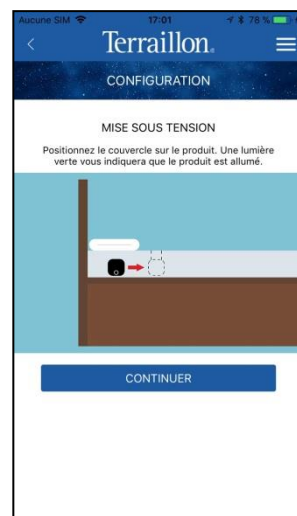 Aucune SIM 17:01 78 %
Terraillon.
CONFIGURATION
MISE SOUS TENSION
Positionnez le couvercle sur le produit. Une lumière
verte vous indiquera que le produit est allumé.
CONTINUER